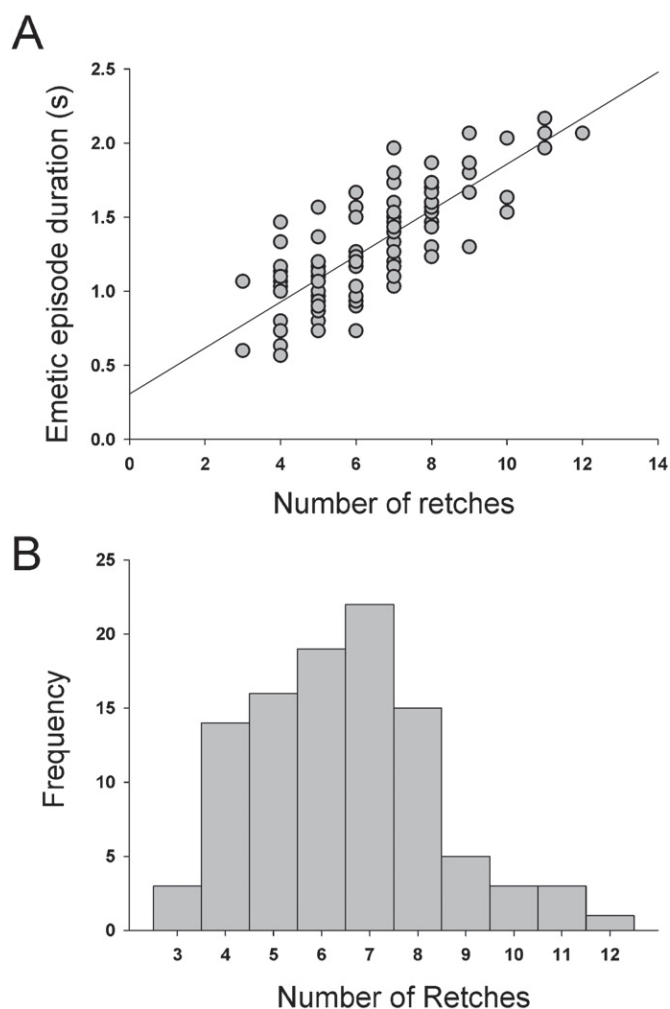 A
Emetic episode duration (s)
2.5
2.0
1.5
1.0
0.5
0.0
0 2 4 6 8 10 12 14
Number of retches
B
Frequency
25
20
15
10
5
0
3 4 5 6 7 8 9 10 11 12
Number of Retches